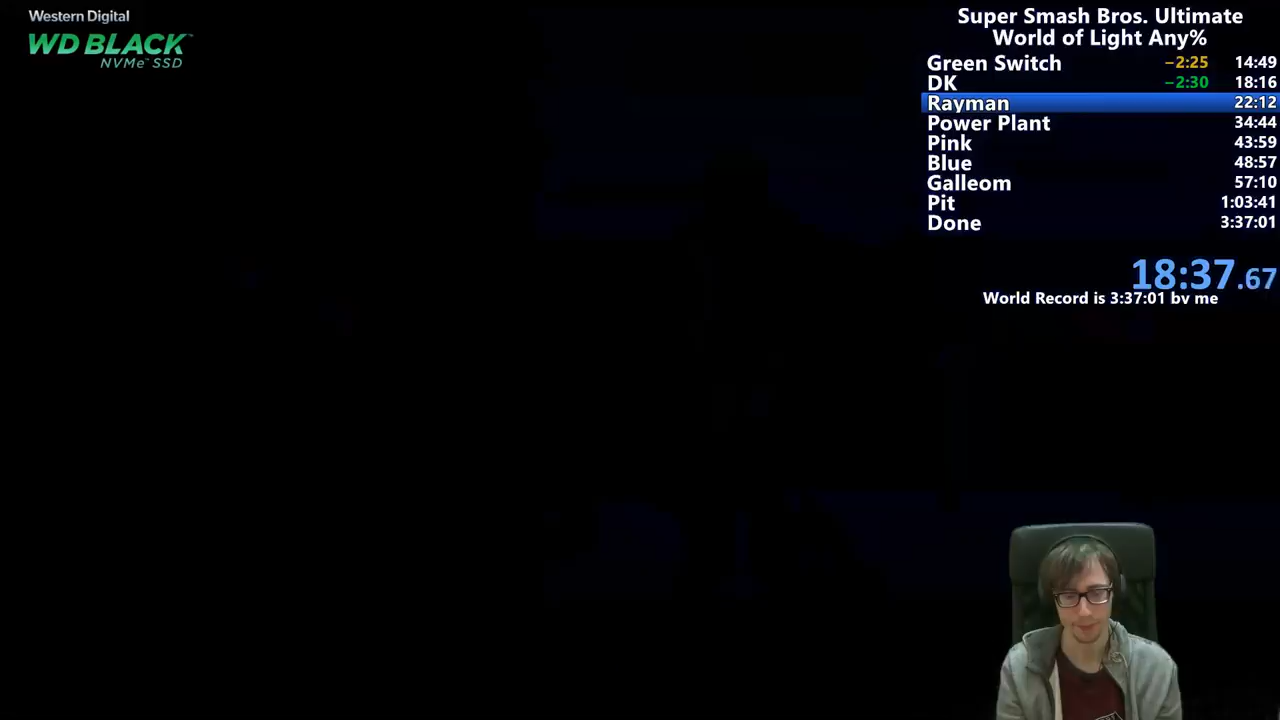 Western Digital
WD BLACK™
NVMe™ SSD
Super Smash Bros. Ultimate
World of Light Any%
Green Switch −2:25 14:49
DK −2:30 18:16
Rayman 22:12
Power Plant 34:44
Pink 43:59
Blue 48:57
Galleom 57:10
Pit 1:03:41
Done 3:37:01
18:37.67
World Record is 3:37:01 by me